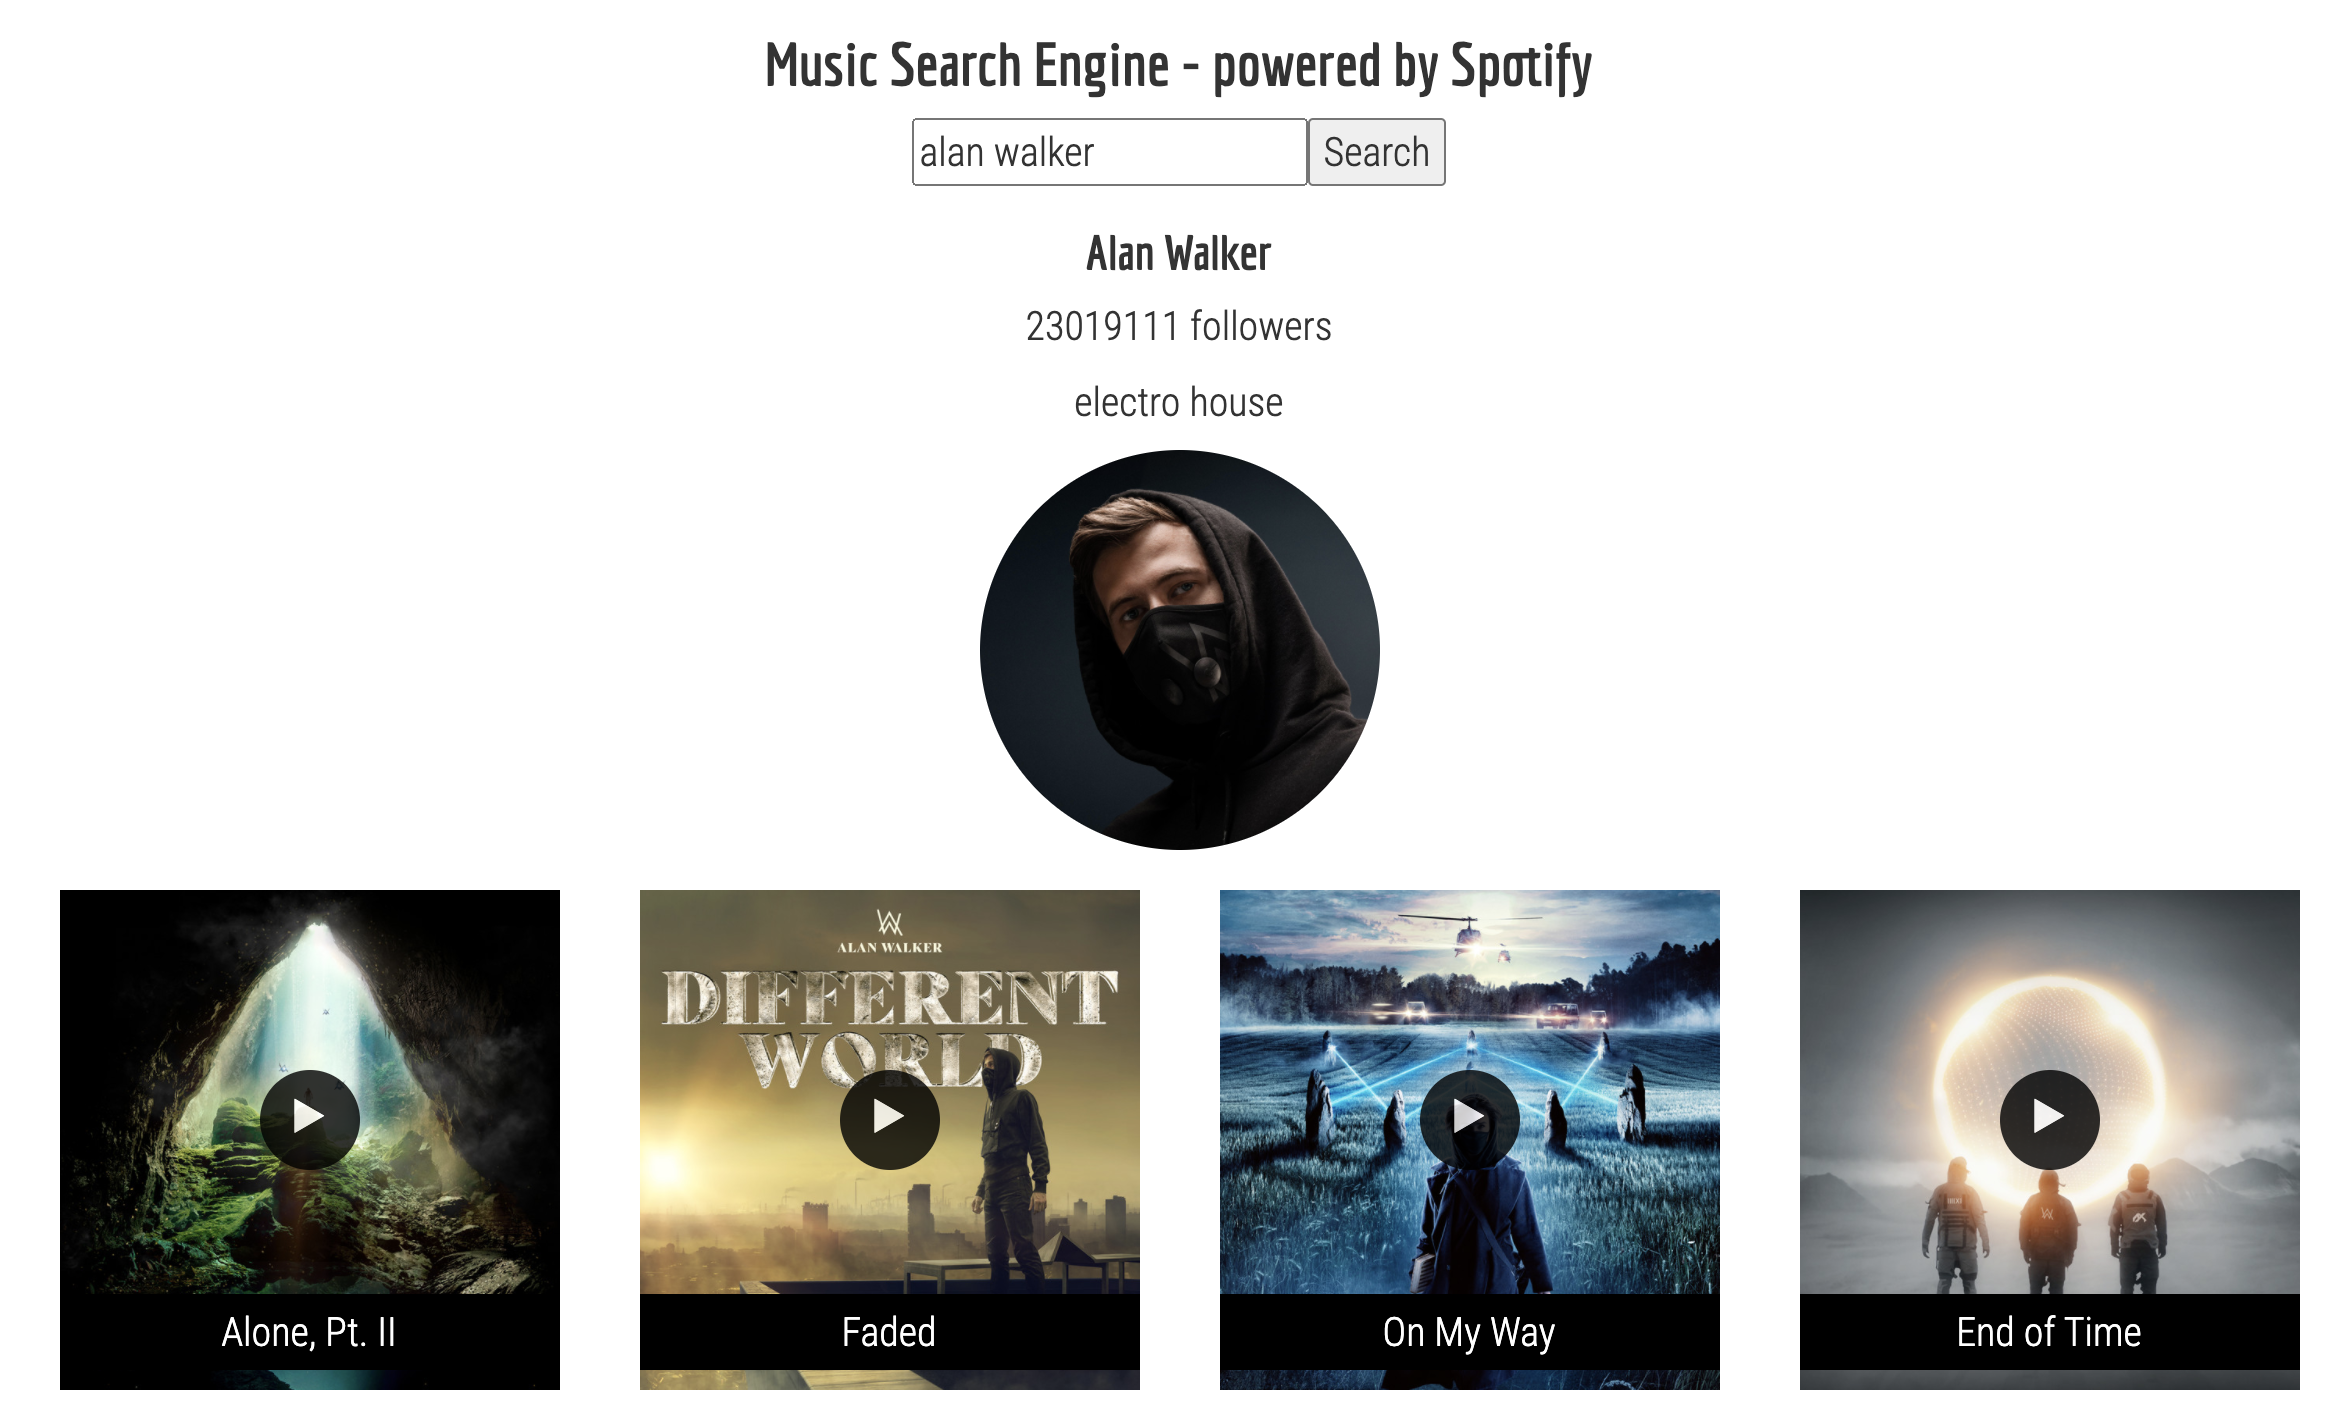 Music Search Engine - powered by Spotify
alan walker
Search
Alan Walker
23019111 followers
electro house
ALAN WALKER
DIFFERENT
WORLD
Alone, Pt. II
Faded
On My Way
End of Time